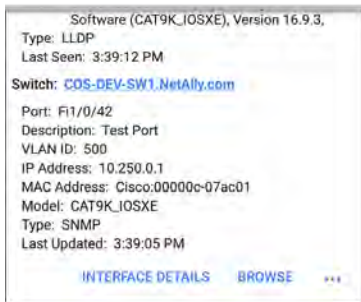 Software (CAT9K_IOSXE), Version 16.9.3,
Type: LLDP
Last Seen: 3:39:12 PM
Switch: COS-DEV-SW1.NetAlly.com
Port: Fi1/0/42
Description: Test Port
VLAN ID: 500
IP Address: 10.250.0.1
MAC Address: Cisco:00000c-07ac01
Model: CAT9K_IOSXE
Type: SNMP
Last Updated: 3:39:05 PM
INTERFACE DETAILS BROWSE ...